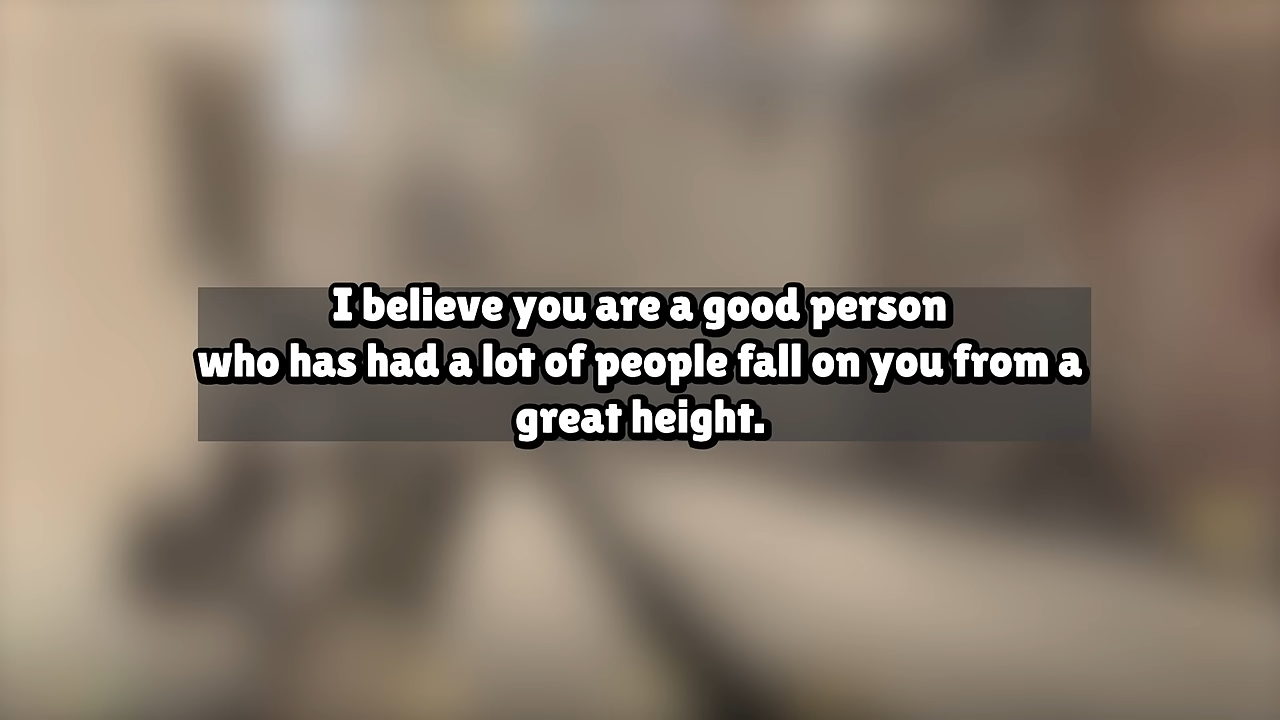 I believe you are a good person
who has had a lot of people fall on you from a
great height.